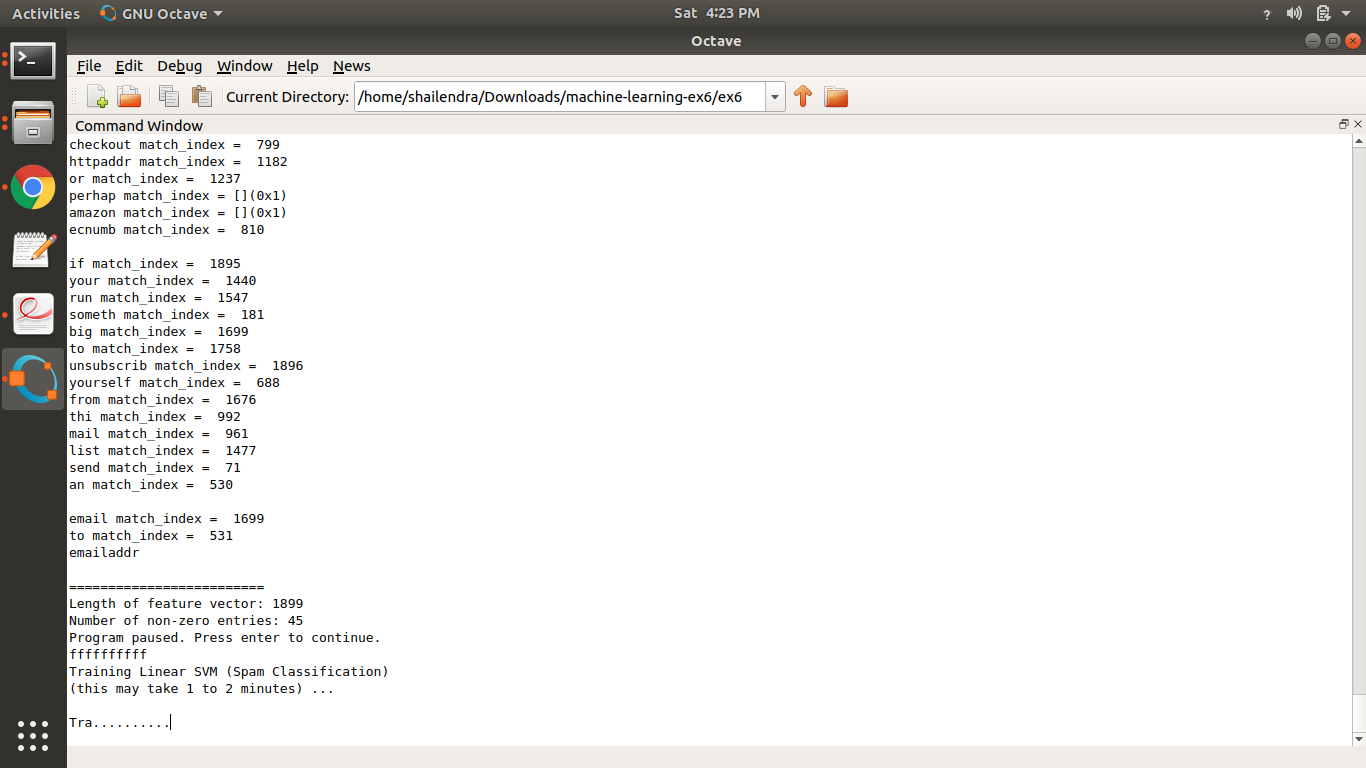 Activities GNU Octave Sat 4:23 PM ?
Octave
File Edit Debug Window Help News
Current Directory: /home/shailendra/Downloads/machine-learning-ex6/ex6
Command Window
checkout match_index =  799
httpaddr match_index =  1182
or match_index =  1237
perhap match_index = [](0x1)
amazon match_index = [](0x1)
ecnumb match_index =  810
if match_index =  1895
your match_index =  1440
run match_index =  1547
someth match_index =  181
big match_index =  1699
to match_index =  1758
unsubscrib match_index =  1896
yourself match_index =  688
from match_index =  1676
thi match_index =  992
mail match_index =  961
list match_index =  1477
send match_index =  71
an match_index =  530
email match_index =  1699
to match_index =  531
emailaddr
=========================
Length of feature vector: 1899
Number of non-zero entries: 45
Program paused. Press enter to continue.
ffffffffff
Training Linear SVM (Spam Classification)
(this may take 1 to 2 minutes) ...
Tra..........